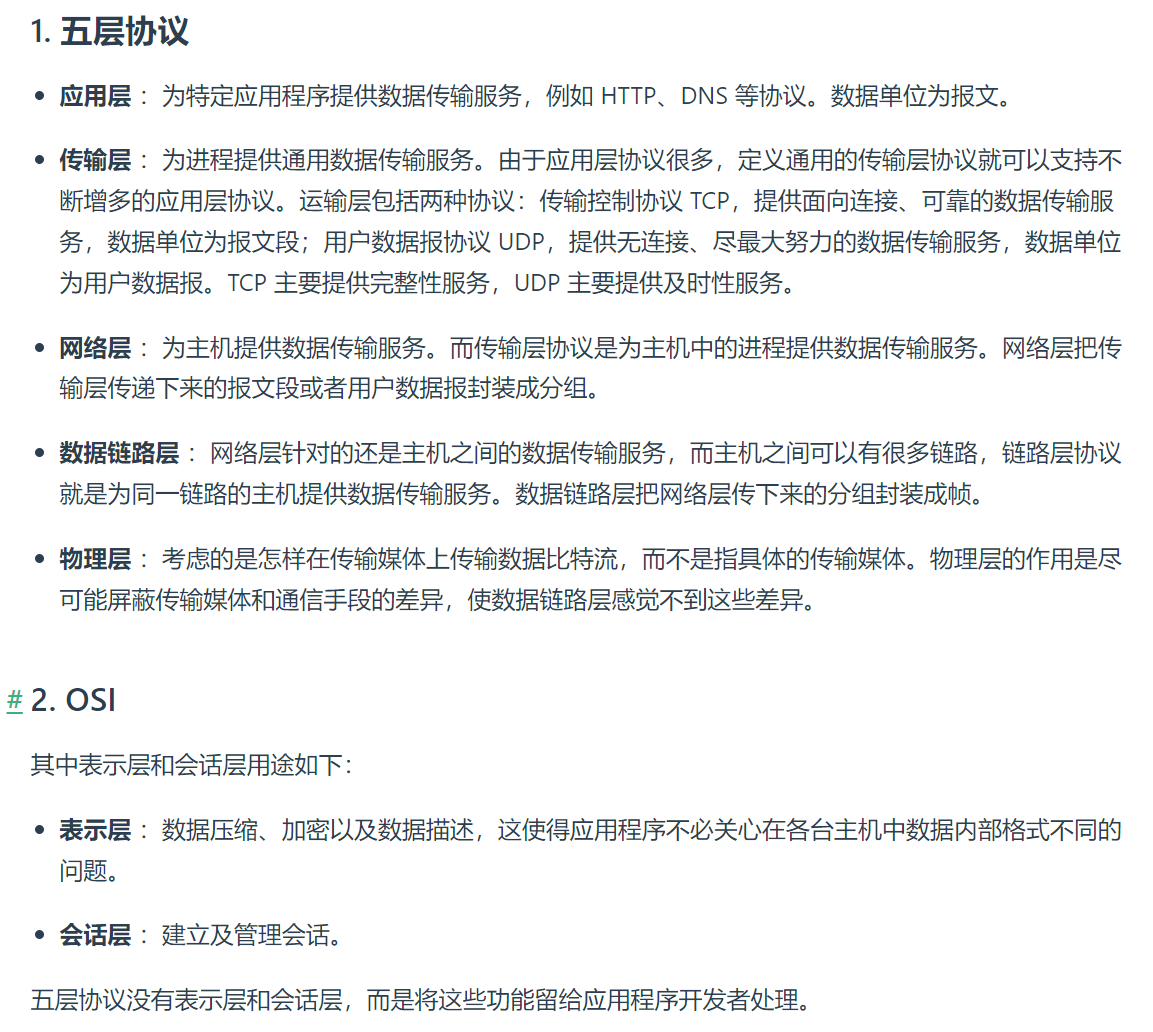 1. 五层协议
应用层 ：为特定应用程序提供数据传输服务，例如 HTTP、DNS 等协议。数据单位为报文。
传输层 ：为进程提供通用数据传输服务。由于应用层协议很多，定义通用的传输层协议就可以支持不
断增多的应用层协议。运输层包括两种协议：传输控制协议 TCP，提供面向连接、可靠的数据传输服
务，数据单位为报文段；用户数据报协议 UDP，提供无连接、尽最大努力的数据传输服务，数据单位
为用户数据报。TCP 主要提供完整性服务，UDP 主要提供及时性服务。
网络层 ：为主机提供数据传输服务。而传输层协议是为主机中的进程提供数据传输服务。网络层把传
输层传递下来的报文段或者用户数据报封装成分组。
数据链路层 ：网络层针对的还是主机之间的数据传输服务，而主机之间可以有很多链路，链路层协议
就是为同一链路的主机提供数据传输服务。数据链路层把网络层传下来的分组封装成帧。
物理层 ：考虑的是怎样在传输媒体上传输数据比特流，而不是指具体的传输媒体。物理层的作用是尽
可能屏蔽传输媒体和通信手段的差异，使数据链路层感觉不到这些差异。
# 2. OSI
其中表示层和会话层用途如下：
表示层 ：数据压缩、加密以及数据描述，这使得应用程序不必关心在各台主机中数据内部格式不同的
问题。
会话层 ：建立及管理会话。
五层协议没有表示层和会话层，而是将这些功能留给应用程序开发者处理。